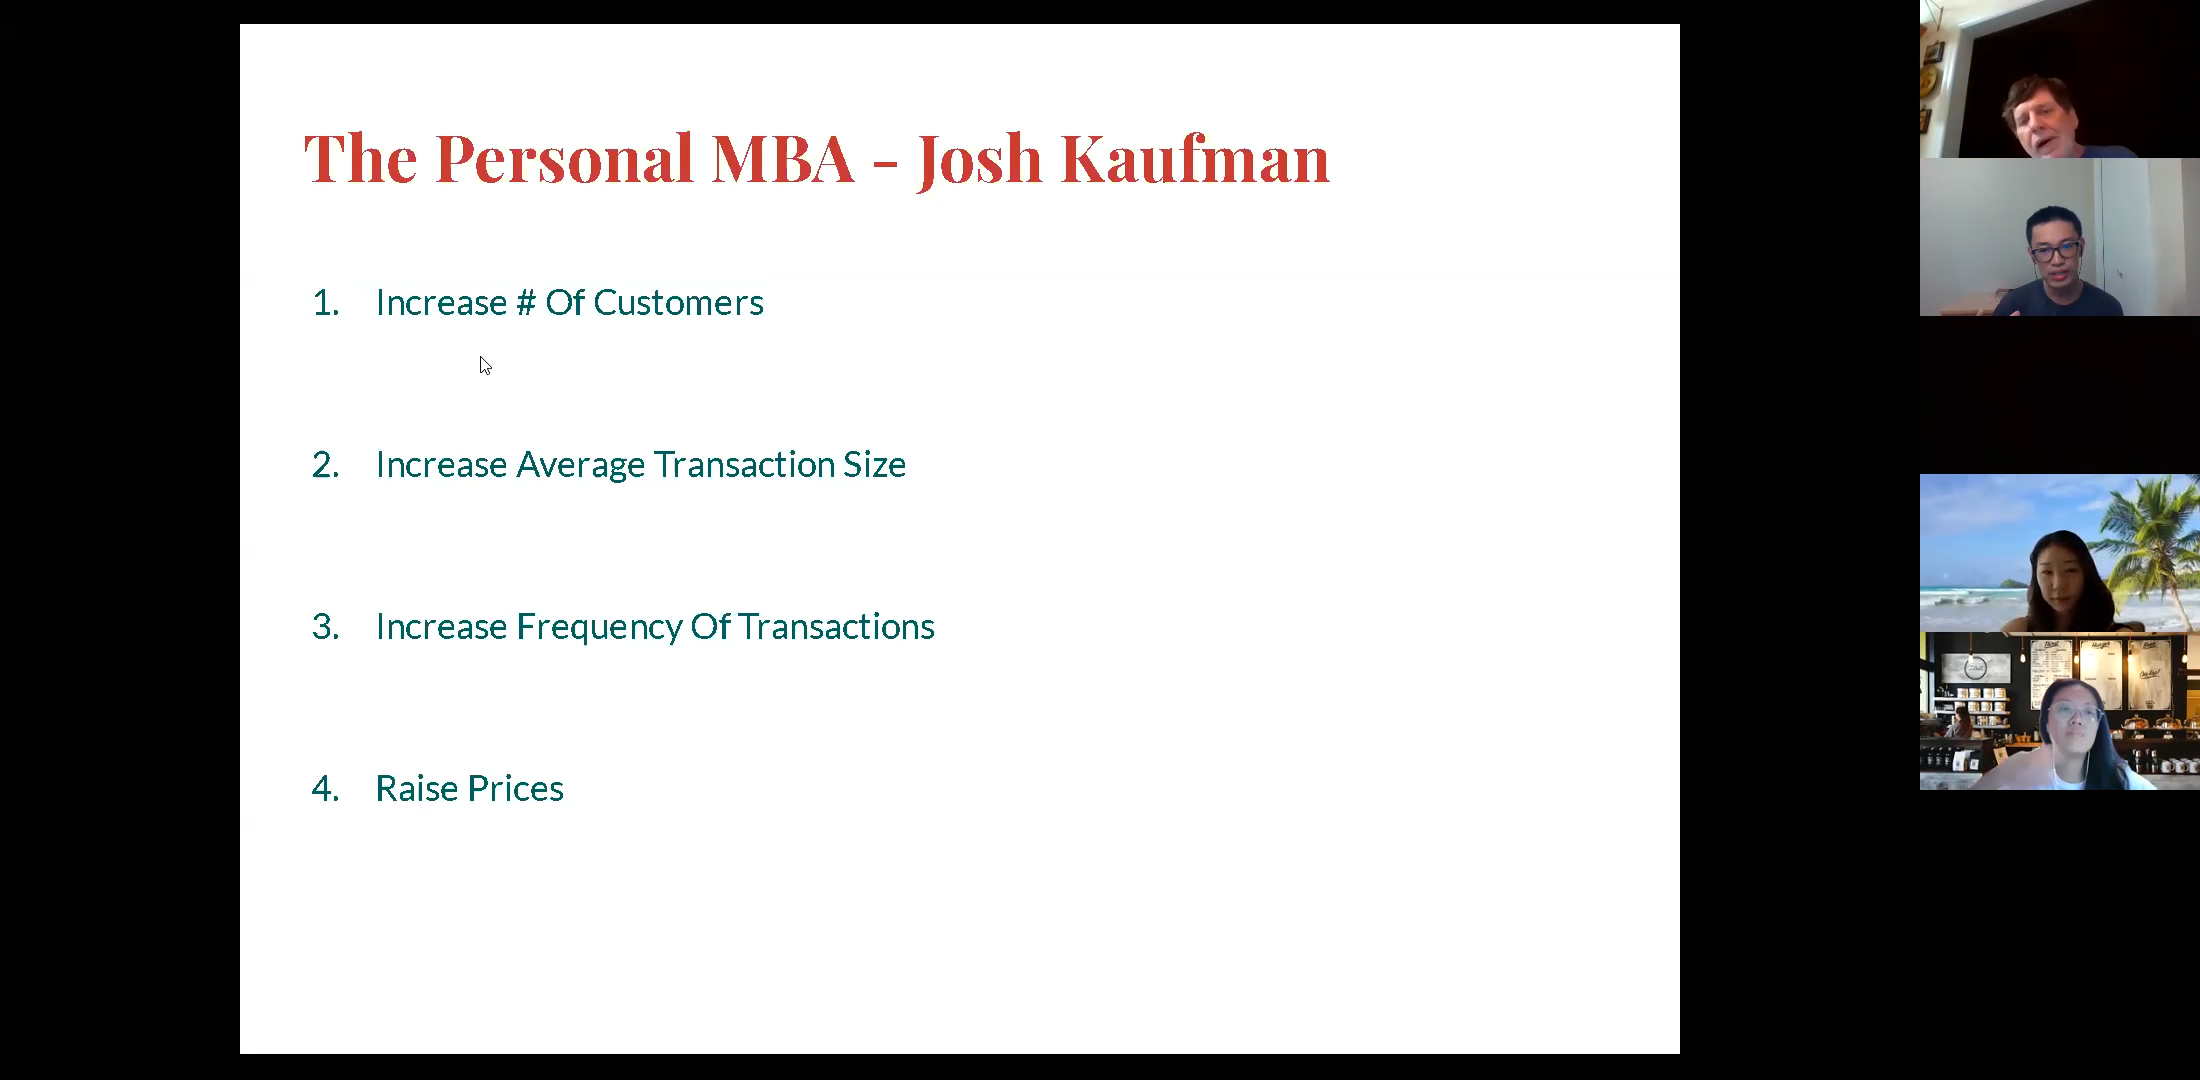 The Personal MBA - Josh Kaufman
1. Increase # Of Customers
2. Increase Average Transaction Size
3. Increase Frequency Of Transactions
4. Raise Prices